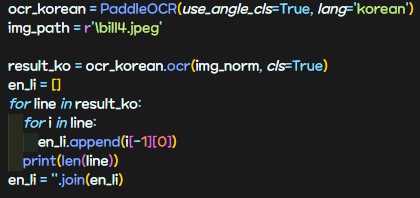 ocr_korean = PaddleOCR(use_angle_cls=True, lang='korean')
img_path = r'\bill4.jpeg'
result_ko = ocr_korean.ocr(img_norm, cls=True)
en_li = []
for line in result_ko:
    for i in line:
        en_li.append(i[-1][0])
    print(len(line))
en_li = ''.join(en_li)